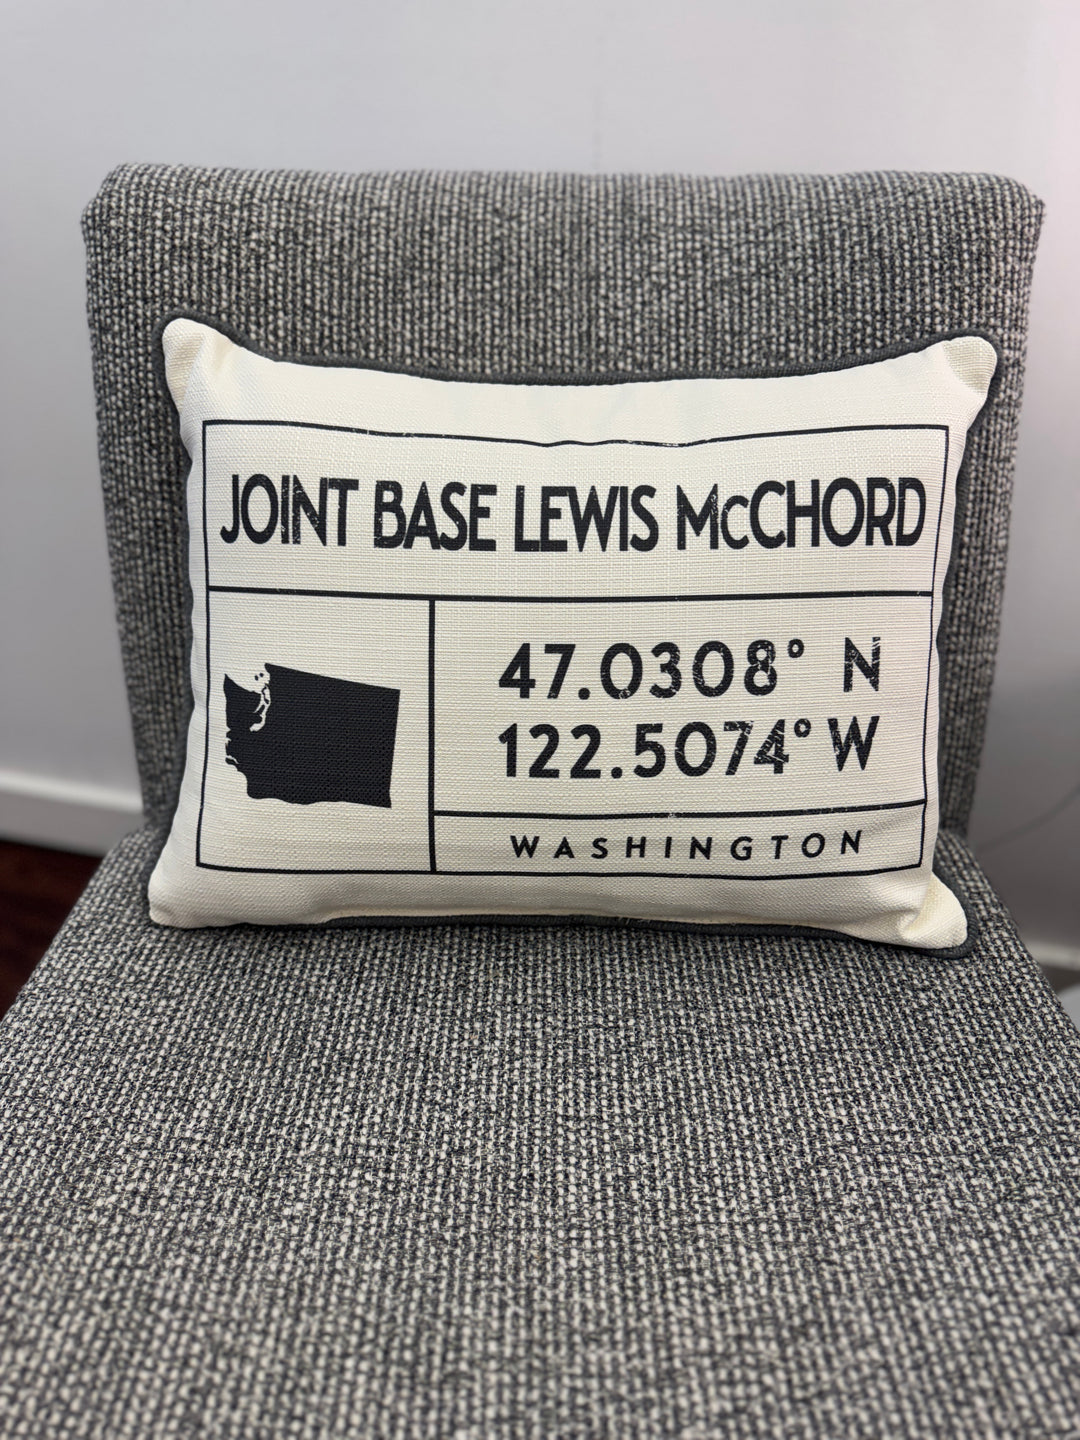 JOINT BASE LEWIS McCHORD
47.0308° N
122.5074° W
WASHINGTON